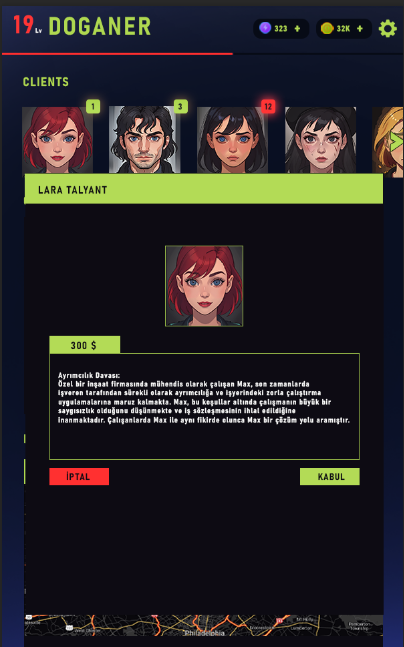 19 Lv DOGANER
323 +
32K +
CLIENTS
1
3
12
LARA TALYANT
300 $
Ayrımcılık Davası:
Özel bir inşaat firmasında mühendis olarak çalışan Max, son zamanlarda
işveren tarafından sürekli olarak ayrımcılığa ve işyerindeki zorla çalıştırma
uygulamalarına maruz kalmakta. Max, bu koşullar altında çalışmanın büyük bir
saygısızlık olduğunu düşünmekte ve iş sözleşmesinin ihlal edildiğine
inanmaktadır. Çalışanlarda Max ile aynı fikirde olunca Max bir çözüm yolu aramıştır.
İPTAL
KABUL
Philadelphia